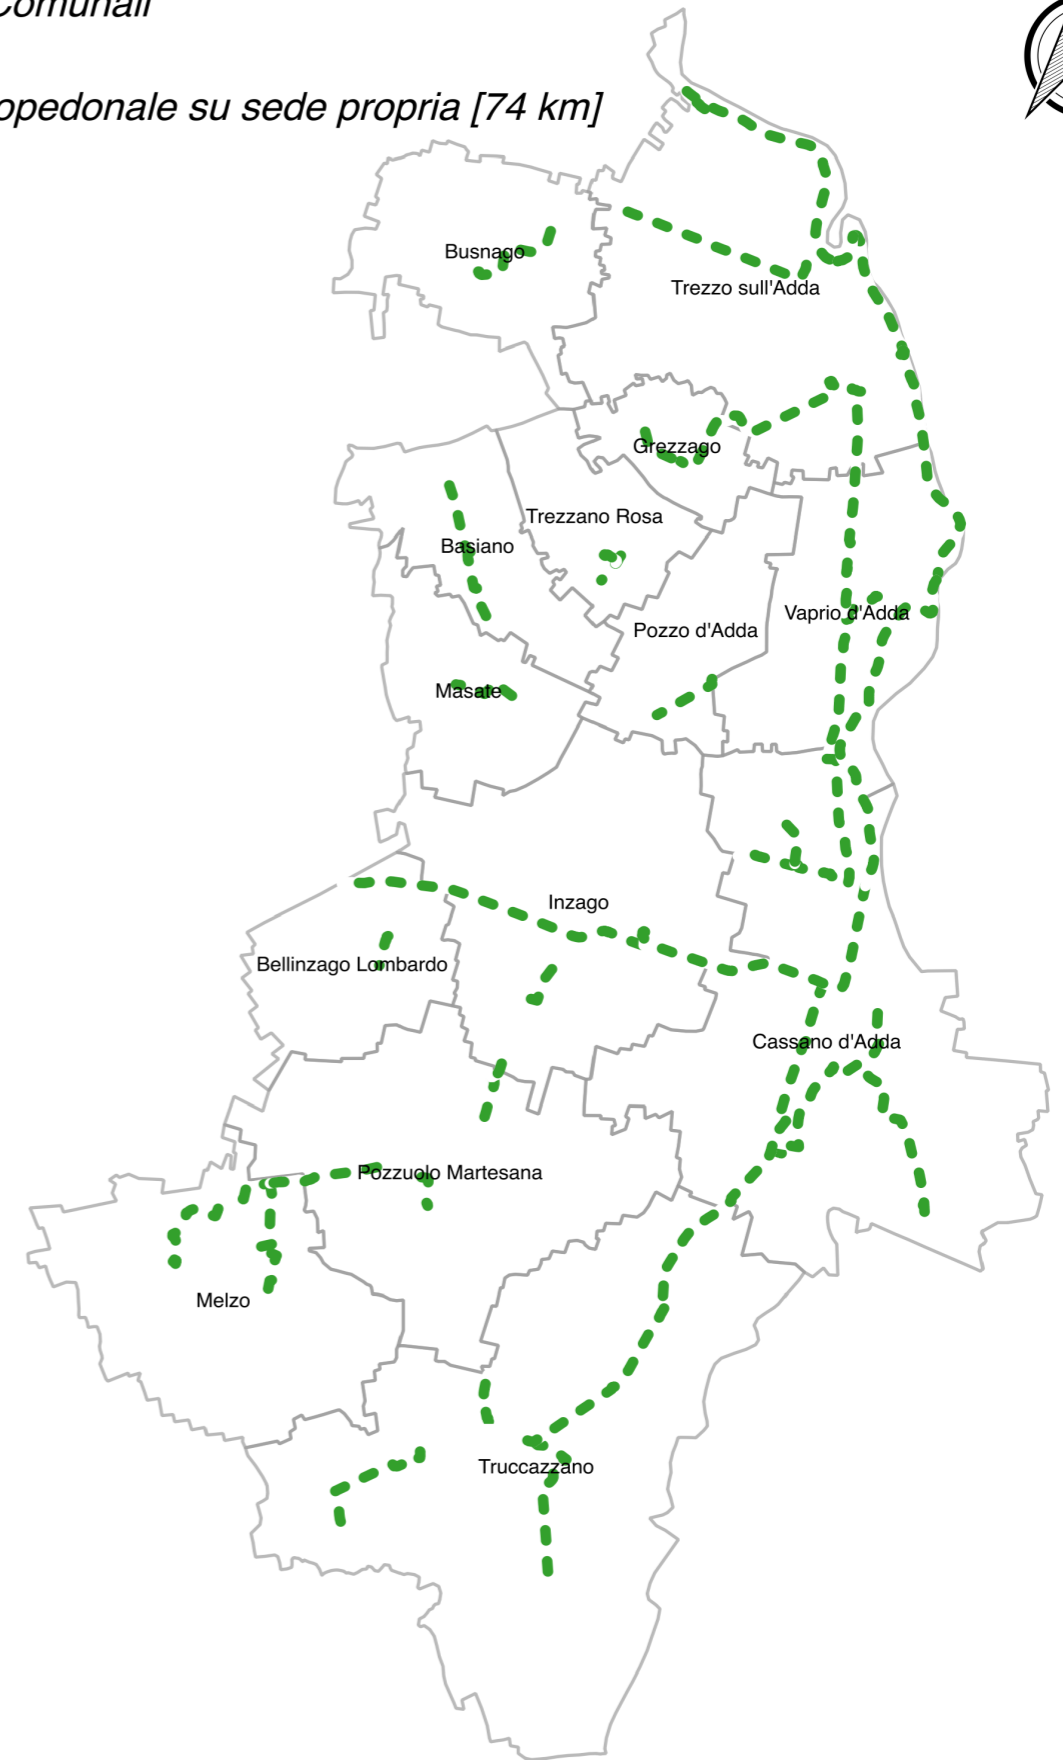 Comunali
opedonale su sede propria [74 km]
Busnago
Trezzo sull'Adda
Grezzago
Trezzano Rosa
Basiano
Vaprio d'Adda
Pozzo d'Adda
Masate
Inzago
Bellinzago Lombardo
Cassano d'Adda
Pozzuolo Martesana
Melzo
Truccazzano